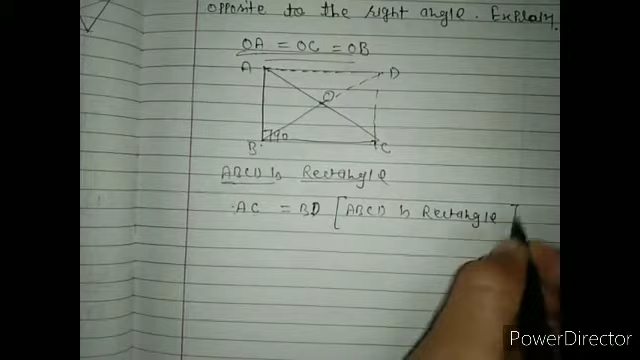 opposite to the right angle. Explain.
OA = OC = OB
A
D
O
90
B
C
ABCD is Rectangle
AC = BD [ABCD is Rectangle]
PowerDirector